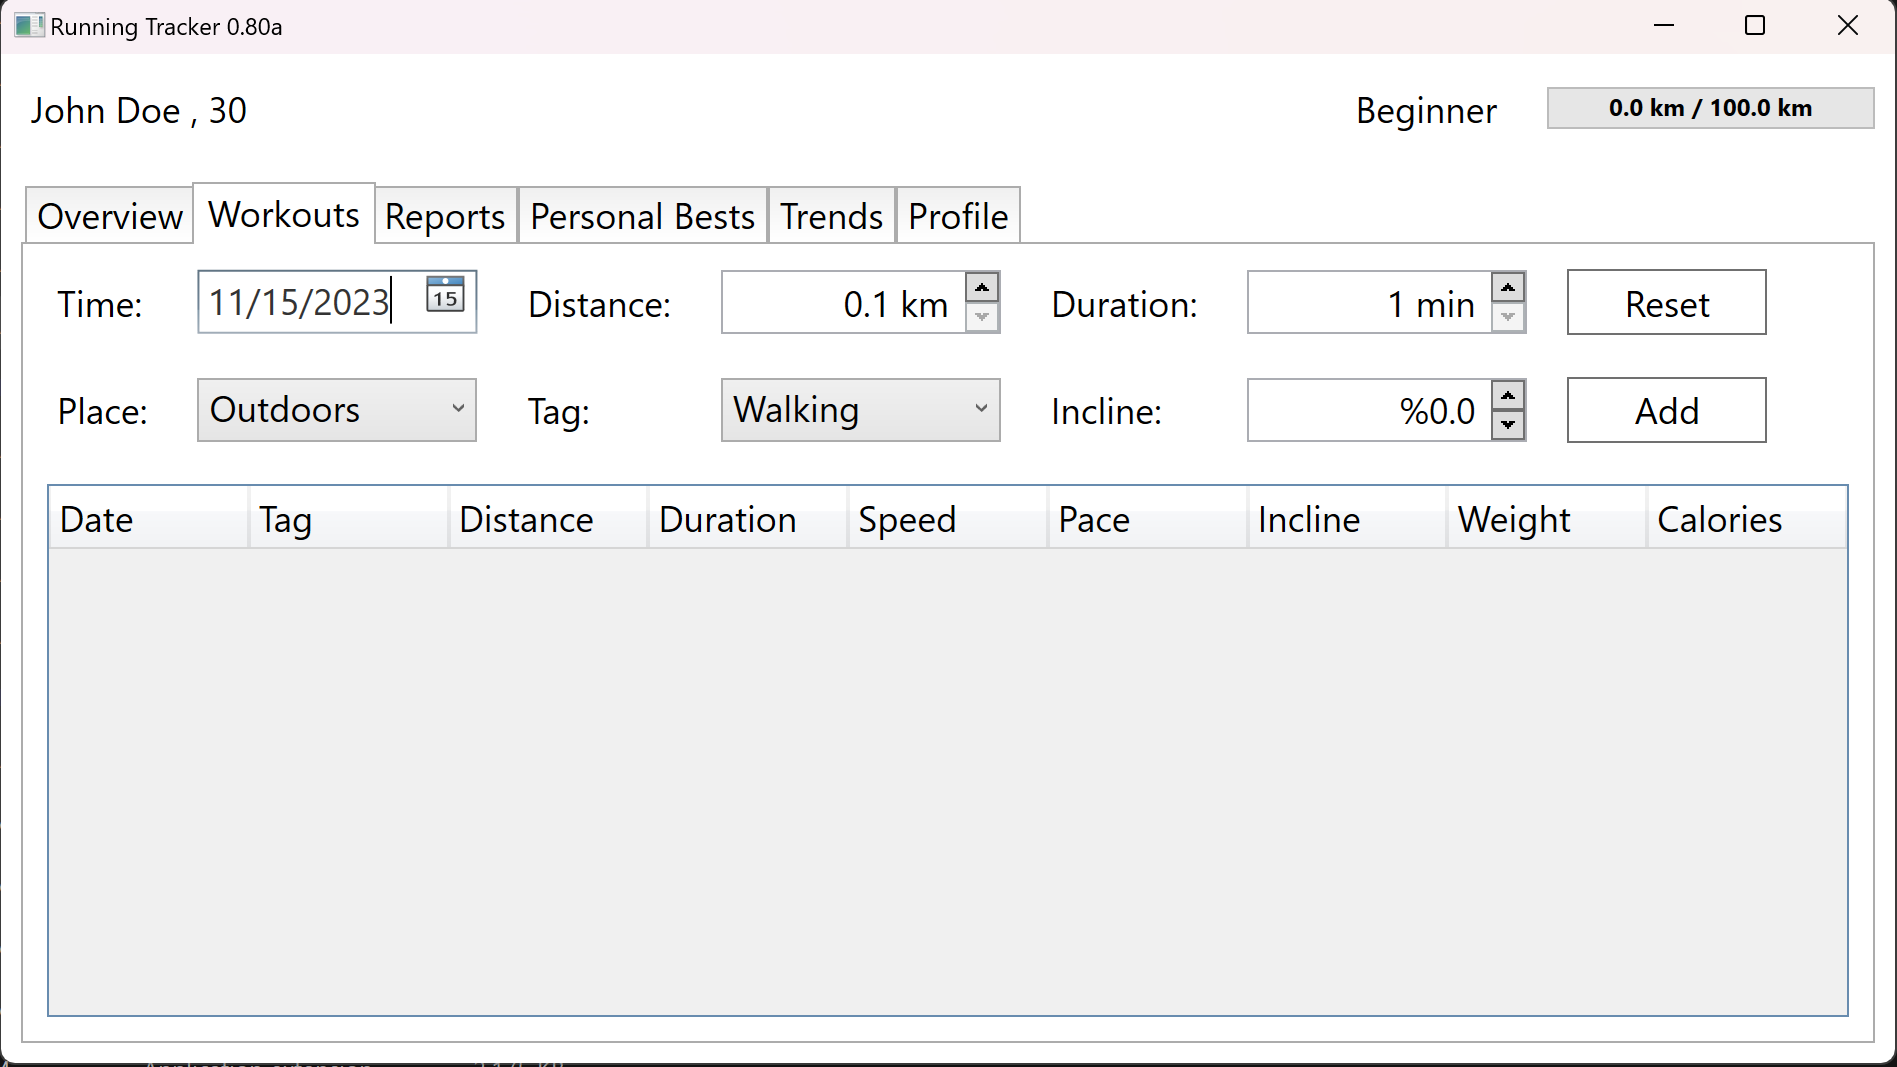 Running Tracker 0.80a
John Doe , 30
Beginner
0.0 km / 100.0 km
Overview Workouts Reports Personal Bests Trends Profile
Time: 11/15/2023 15 Distance: 0.1 km Duration: 1 min Reset
Place: Outdoors Tag: Walking Incline: %0.0 Add
Date Tag Distance Duration Speed Pace Incline Weight Calories